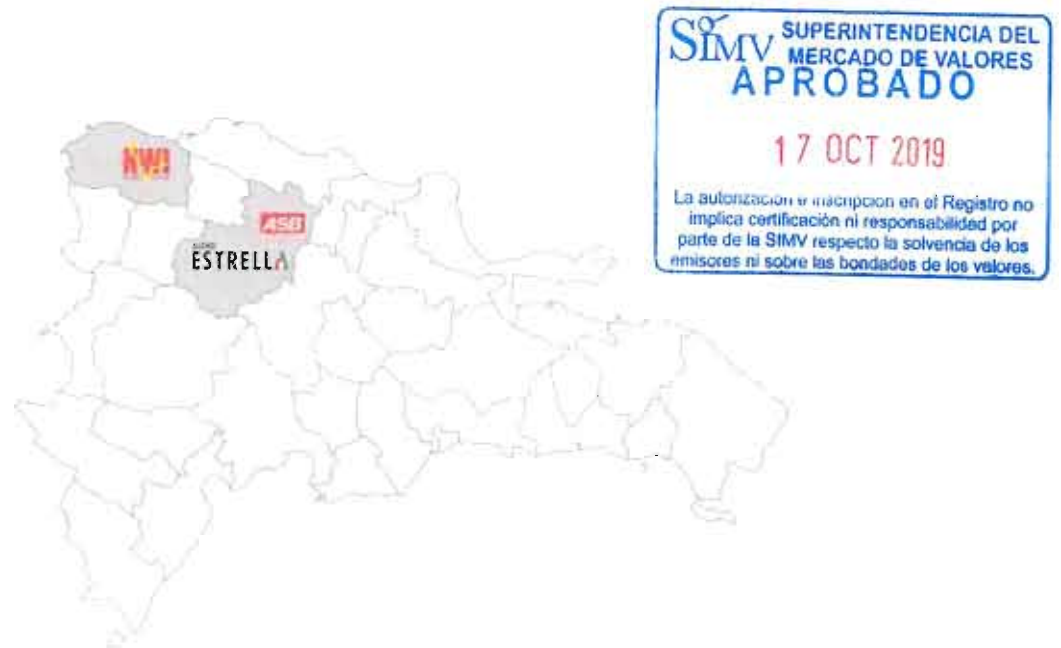 SIMV SUPERINTENDENCIA DEL
MERCADO DE VALORES
APROBADO
17 OCT 2019
La autorización e inscripción en el Registro no
implica certificación ni responsabilidad por
parte de la SIMV respecto la solvencia de los
emisores ni sobre las bondades de los valores.
NW!
ASB
ESTRELLA